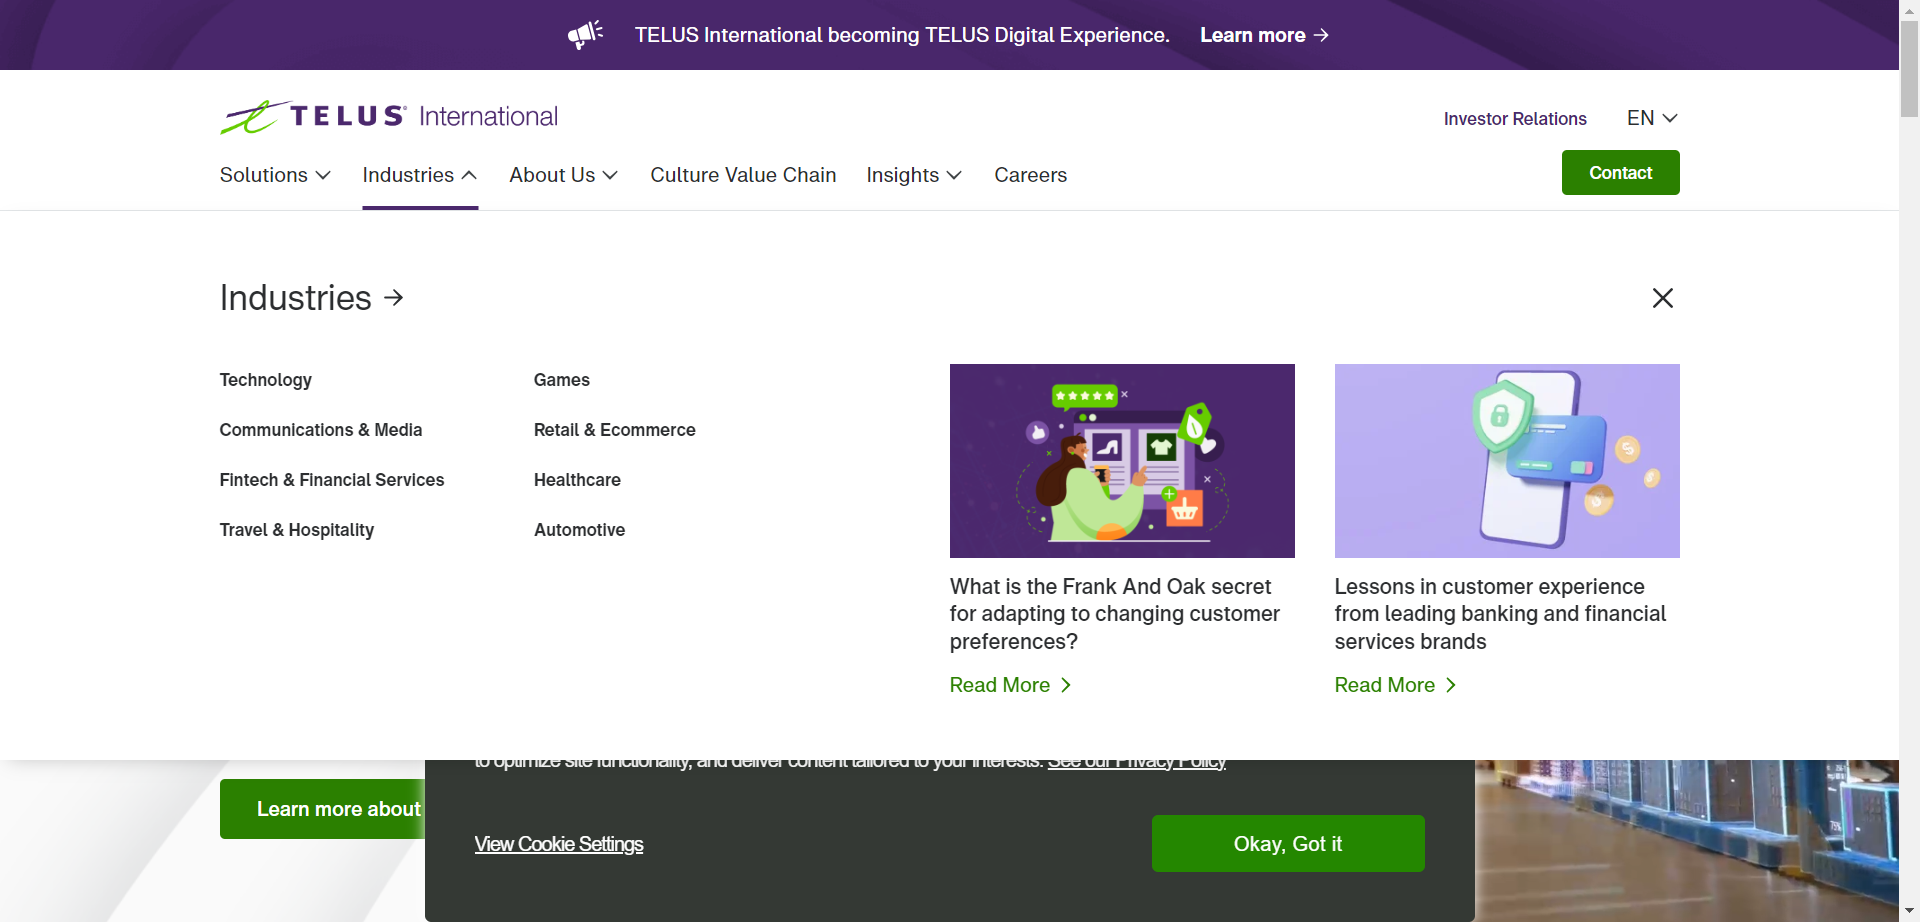 TELUS International becoming TELUS Digital Experience. Learn more
TELUS International
Investor Relations
EN
Solutions
Industries
About Us
Culture Value Chain
Insights
Careers
Contact
Industries
Technology
Games
Communications & Media
Retail & Ecommerce
Fintech & Financial Services
Healthcare
Travel & Hospitality
Automotive
What is the Frank And Oak secret
for adapting to changing customer
preferences?
Read More
Lessons in customer experience
from leading banking and financial
services brands
Read More
to optimize site functionality, and deliver content tailored to your interests. See our Privacy Policy
Learn more about
View Cookie Settings
Okay, Got it